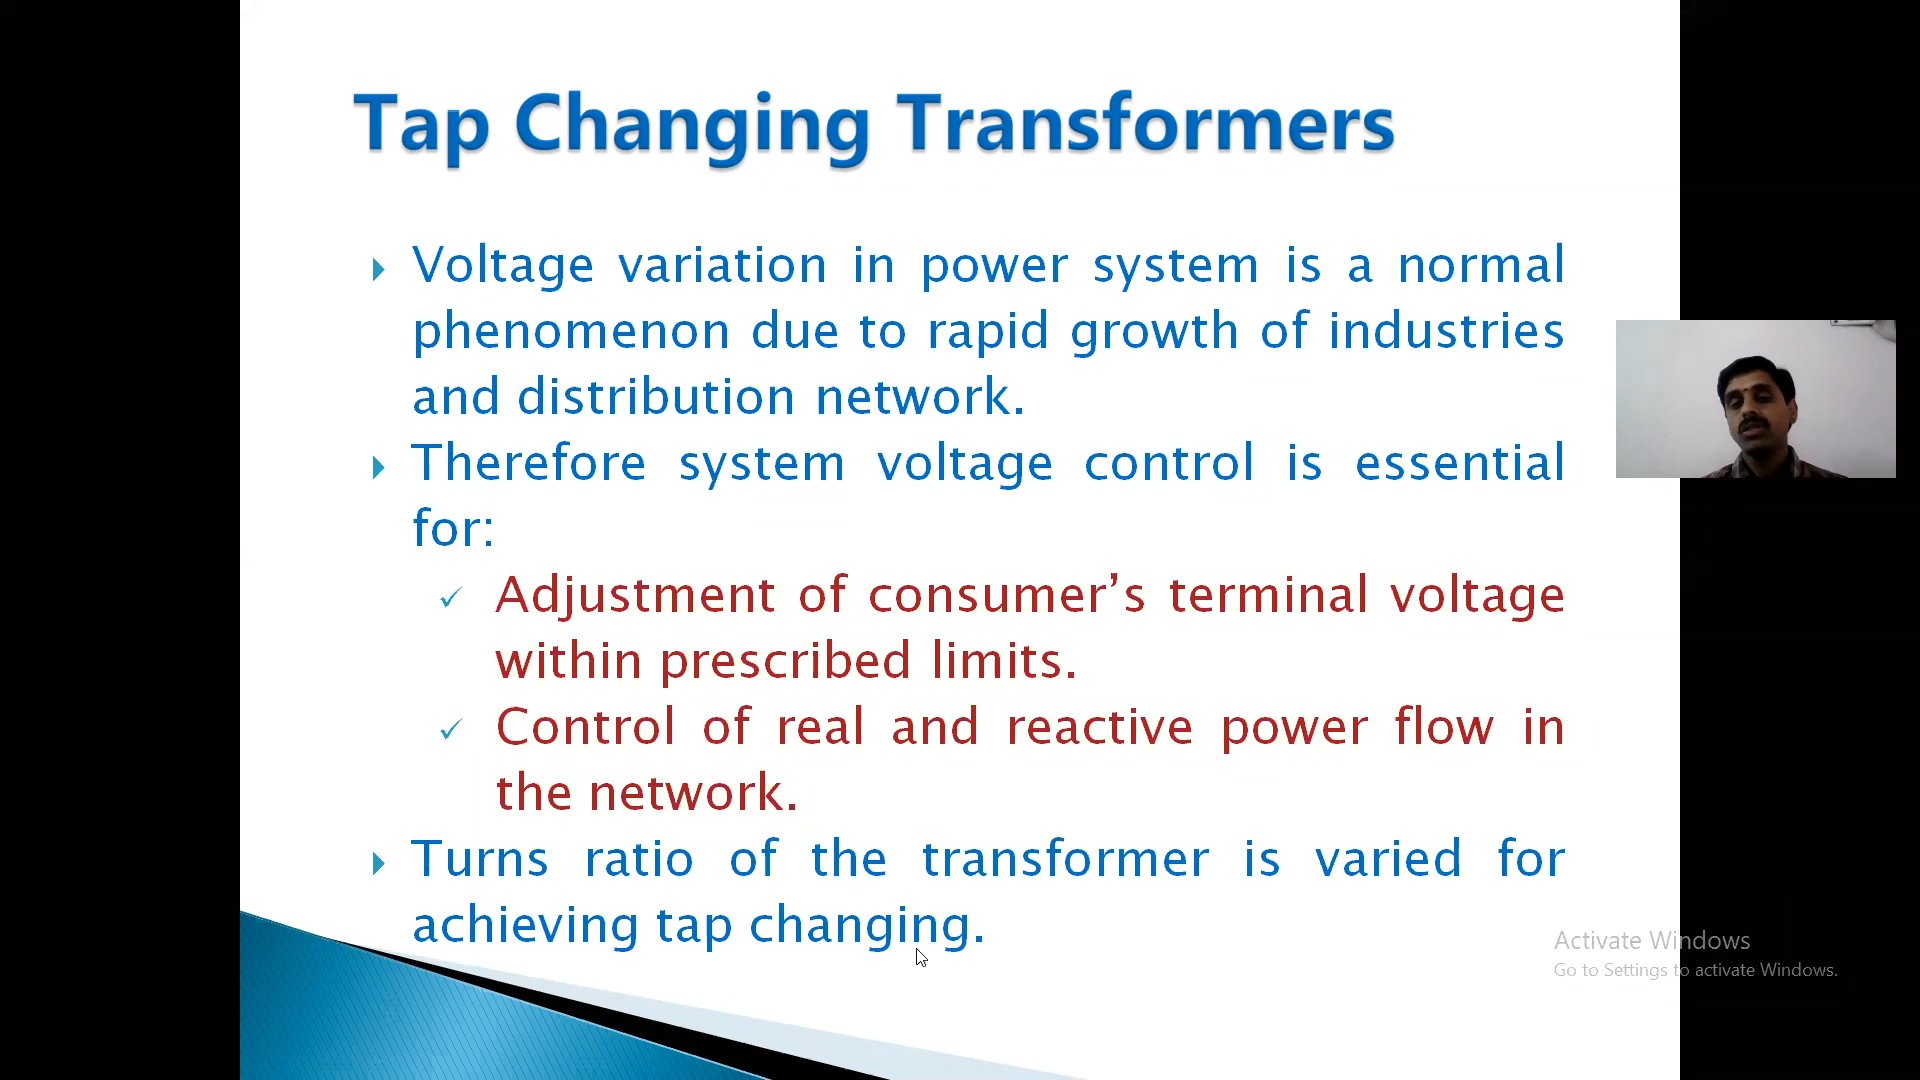 Tap Changing Transformers
Voltage variation in power system is a normal
phenomenon due to rapid growth of industries
and distribution network.
Therefore system voltage control is essential
for:
Adjustment of consumer’s terminal voltage
within prescribed limits.
Control of real and reactive power flow in
the network.
Turns ratio of the transformer is varied for
achieving tap changing.
Activate Windows
Go to Settings to activate Windows.